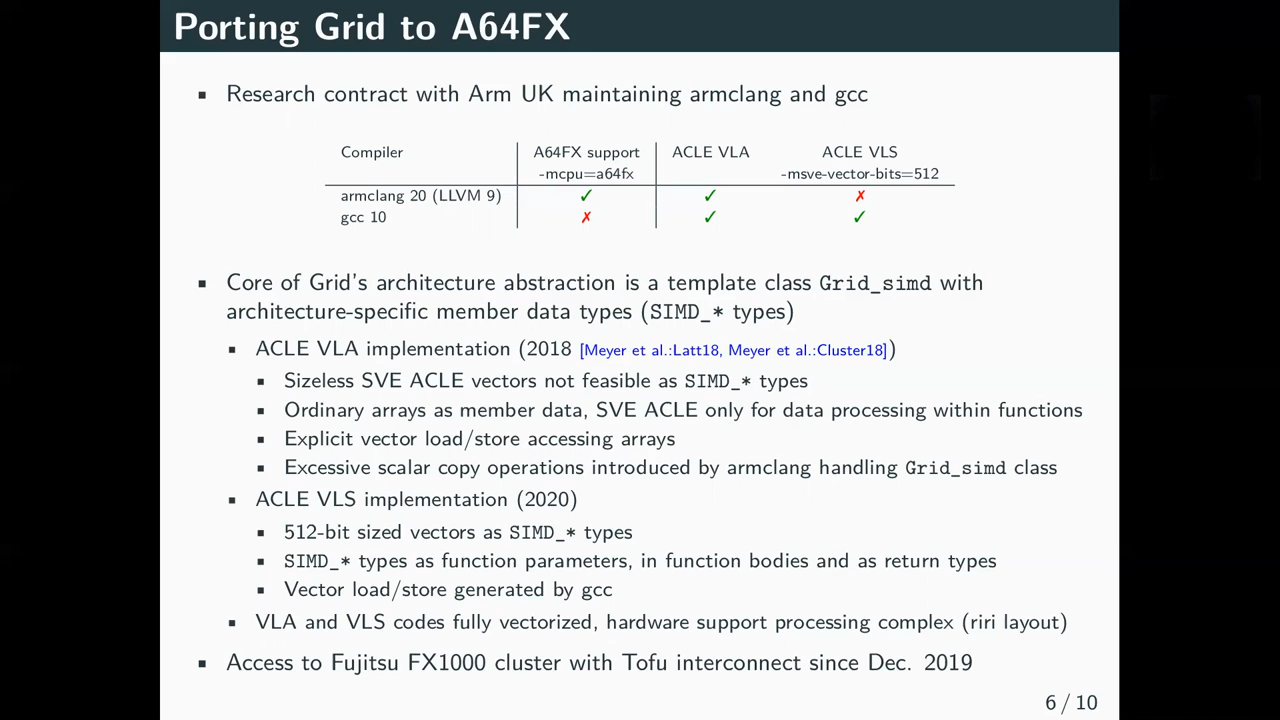 Porting Grid to A64FX
▪ Research contract with Arm UK maintaining armclang and gcc
Compiler A64FX support ACLE VLA ACLE VLS
-mcpu=a64fx -msve-vector-bits=512
armclang 20 (LLVM 9) ✓ ✓ ✗
gcc 10 ✗ ✓ ✓
▪ Core of Grid's architecture abstraction is a template class Grid_simd with
architecture-specific member data types (SIMD_* types)
▪ ACLE VLA implementation (2018 [Meyer et al.:Latt18, Meyer et al.:Cluster18])
▪ Sizeless SVE ACLE vectors not feasible as SIMD_* types
▪ Ordinary arrays as member data, SVE ACLE only for data processing within functions
▪ Explicit vector load/store accessing arrays
▪ Excessive scalar copy operations introduced by armclang handling Grid_simd class
▪ ACLE VLS implementation (2020)
▪ 512-bit sized vectors as SIMD_* types
▪ SIMD_* types as function parameters, in function bodies and as return types
▪ Vector load/store generated by gcc
▪ VLA and VLS codes fully vectorized, hardware support processing complex (riri layout)
▪ Access to Fujitsu FX1000 cluster with Tofu interconnect since Dec. 2019
6 / 10